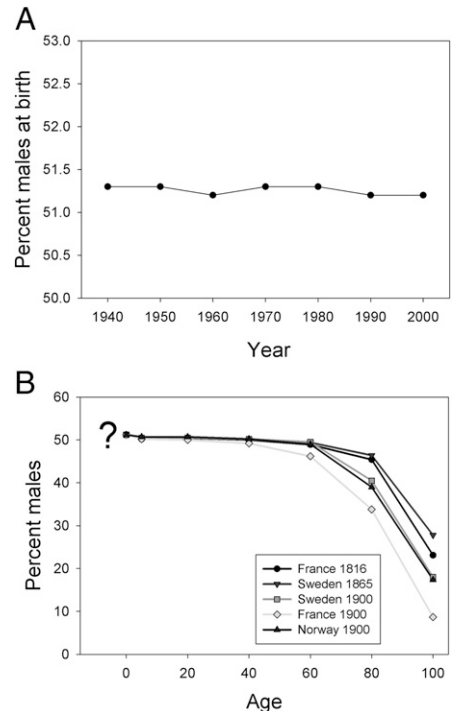 A
Percent males at birth
53.0
52.5
52.0
51.5
51.0
50.5
50.0
1940 1950 1960 1970 1980 1990 2000
Year
B
Percent males
60
50
40
30
20
10
0
?
France 1816
Sweden 1865
Sweden 1900
France 1900
Norway 1900
0 20 40 60 80 100
Age